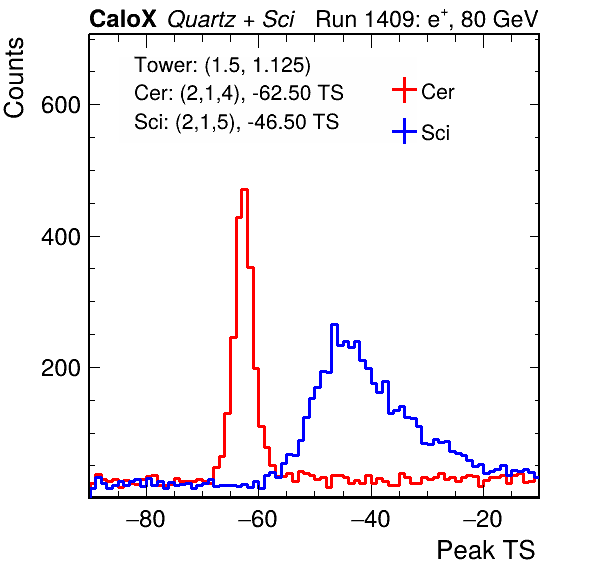 CaloX Quartz + Sci Run 1409: e⁺, 80 GeV
Counts
Tower: (1.5, 1.125)
Cer: (2,1,4), -62.50 TS
Sci: (2,1,5), -46.50 TS
Cer
Sci
600
400
200
−80 −60 −40 −20
Peak TS